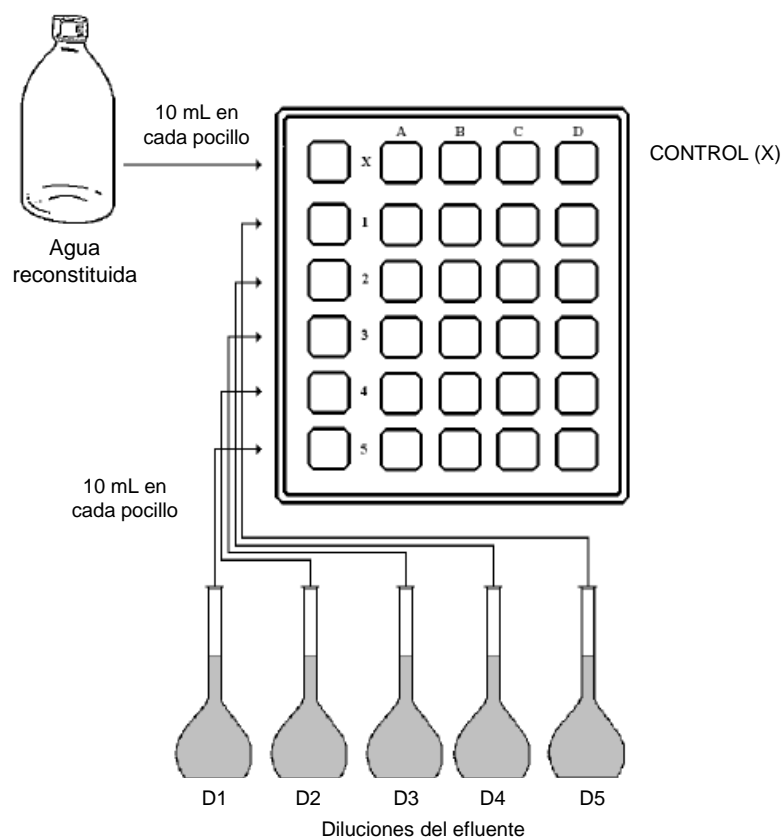 10 mL en
cada pocillo
A B C D
X
CONTROL (X)
Agua
reconstituida
1
2
3
4
5
10 mL en
cada pocillo
D1 D2 D3 D4 D5
Diluciones del efluente